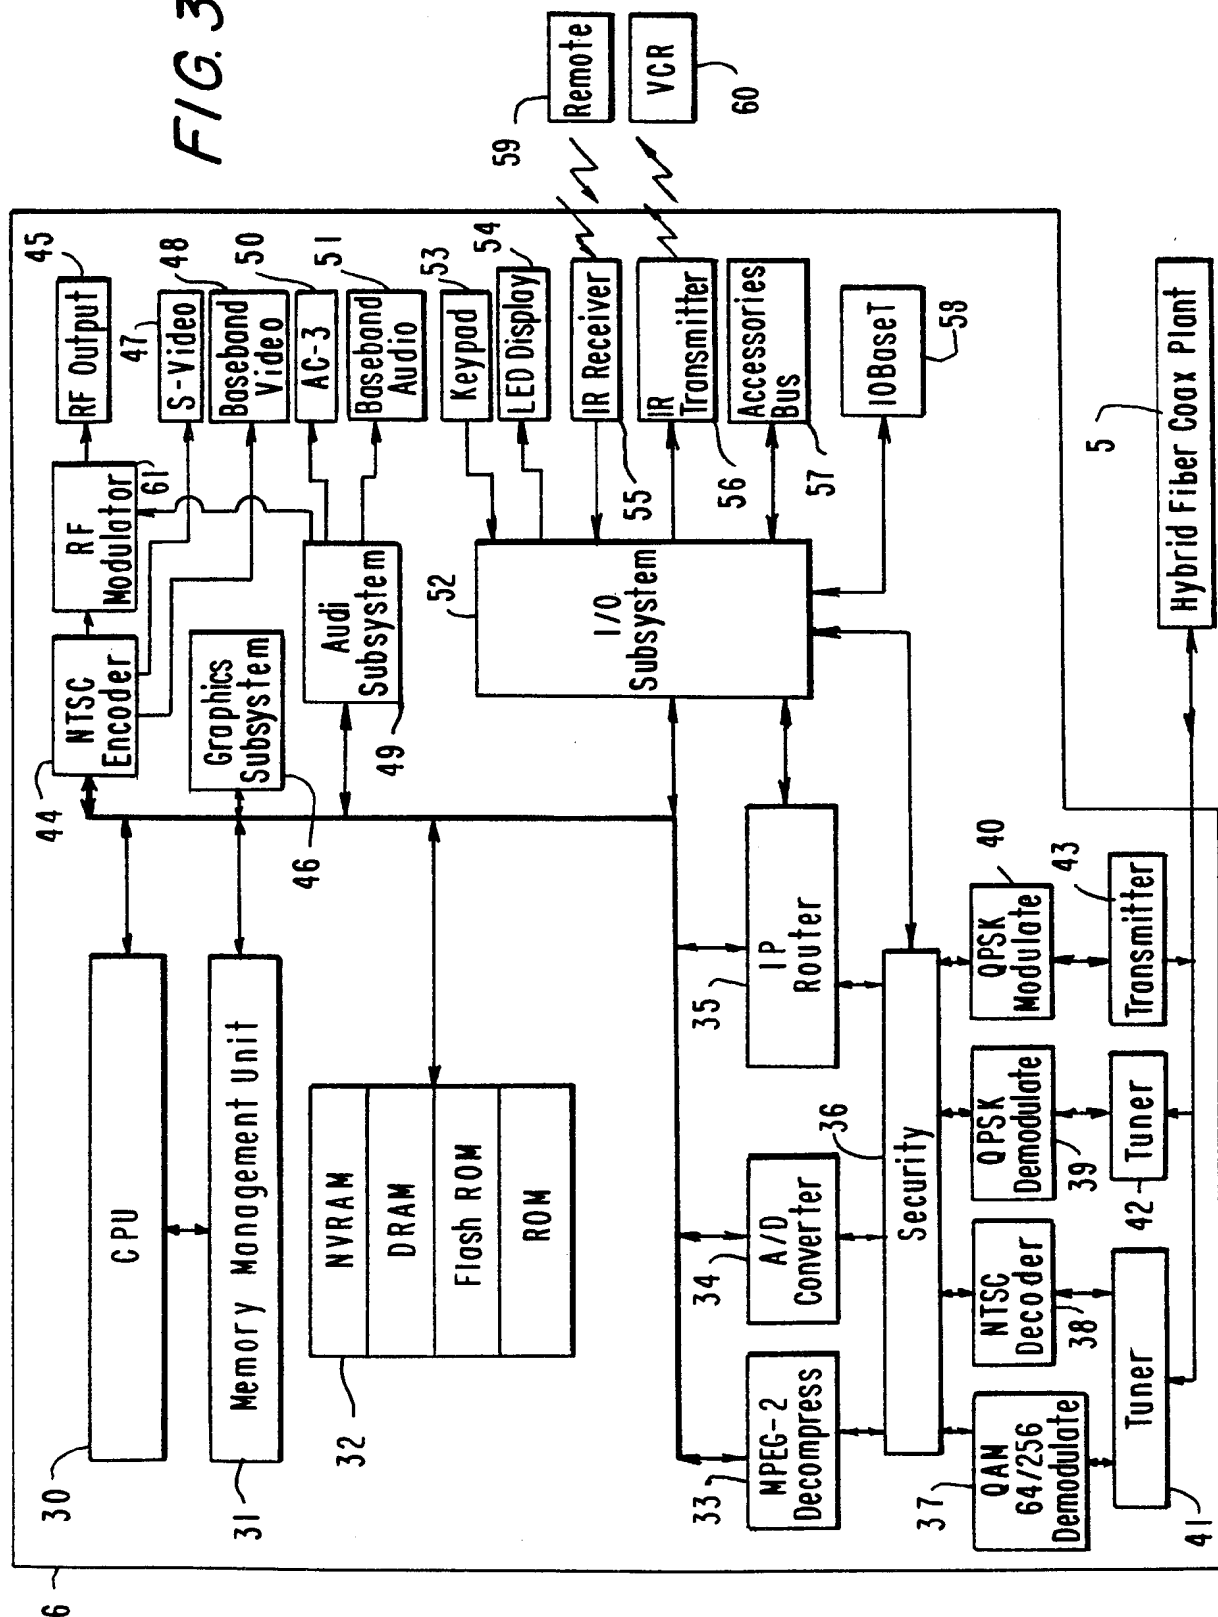 FIG. 3
6
30
CPU
31
Memory Management Unit
32
NVRAM
DRAM
Flash ROM
ROM
44
NTSC
Encoder
RF
Modulator
61
RF Output
45
47
S-Video
Baseband
Video
48
AC-3
50
Baseband
Audio
51
Graphics
Subsystem
46
Audi
Subsystem
49
52
I/O
Subsystem
Keypad
53
LED Display
54
IR Receiver
55
IR
Transmitter
56
Accessories
Bus
57
10BaseT
58
59
Remote
VCR
60
33
MPEG-2
Decompress
34
A/D
Converter
35
IP
Router
36
Security
37
QAM
64/256
Demodulate
NTSC
Decoder
38
QPSK
Demodulate
39
QPSK
Modulate
40
Tuner
41
Tuner
42
Transmitter
43
5
Hybrid Fiber Coax Plant